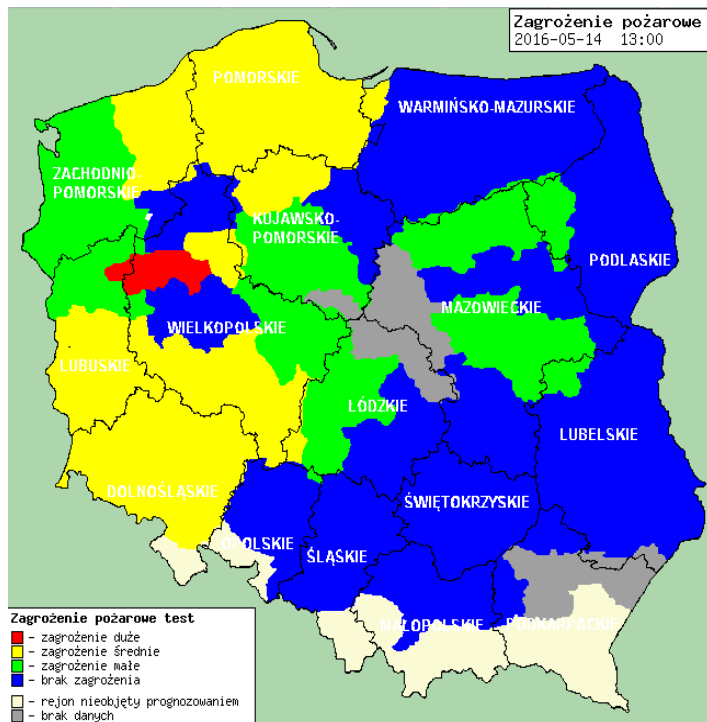 Zagrożenie pożarowe
2016-05-14 13:00
POMORSKIE
WARMIŃSKO-MAZURSKIE
ZACHODNIO-
POMORSKIE
KUJAWSKO-
POMORSKIE
PODLASKIE
MAZOWIECKIE
WIELKOPOLSKIE
LUBUSKIE
ŁÓDZKIE
LUBELSKIE
DOLNOŚLĄSKIE
ŚWIĘTOKRZYSKIE
OPOLSKIE
ŚLĄSKIE
MAŁOPOLSKIE
PODKARPACKIE
Zagrożenie pożarowe test
- zagrożenie duże
- zagrożenie średnie
- zagrożenie małe
- brak zagrożenia
- rejon nieobjęty prognozowaniem
- brak danych